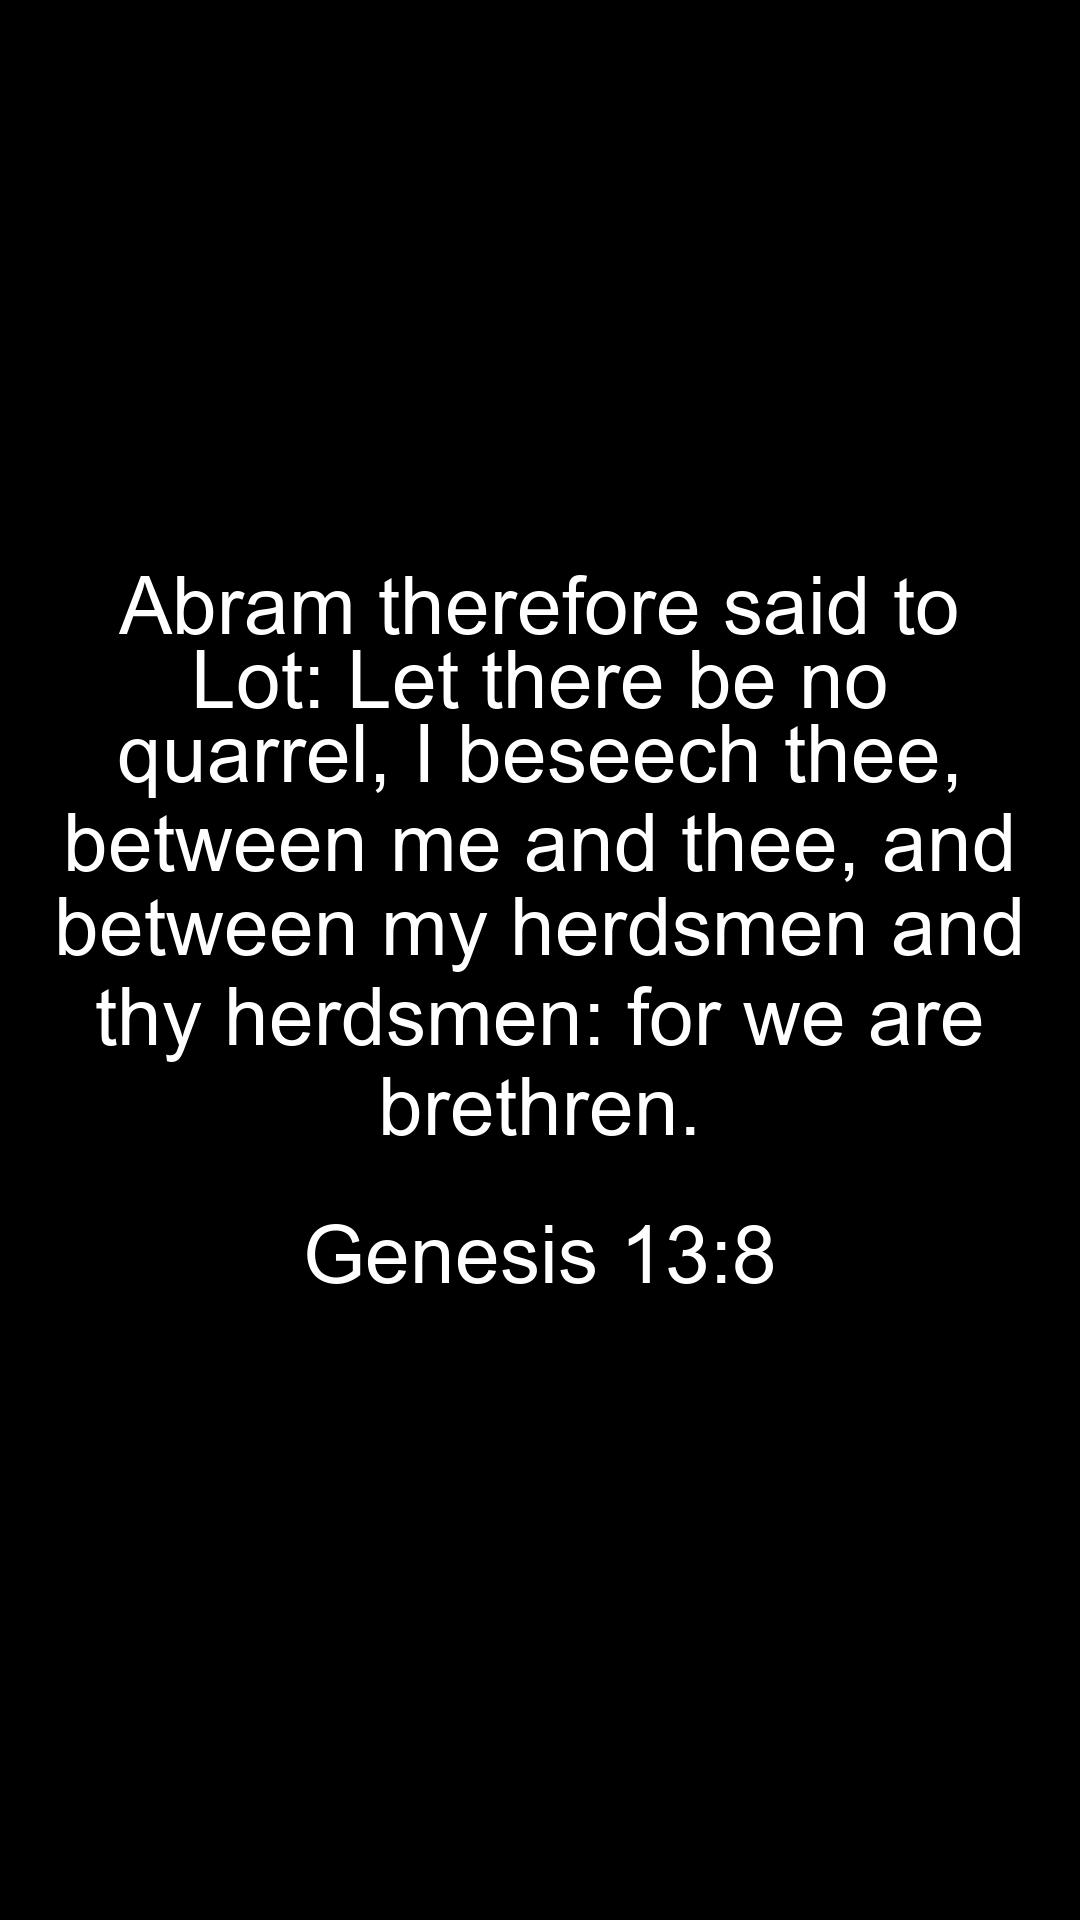 Abram therefore said to
Lot: Let there be no
quarrel, I beseech thee,
between me and thee, and
between my herdsmen and
thy herdsmen: for we are
brethren.
Genesis 13:8